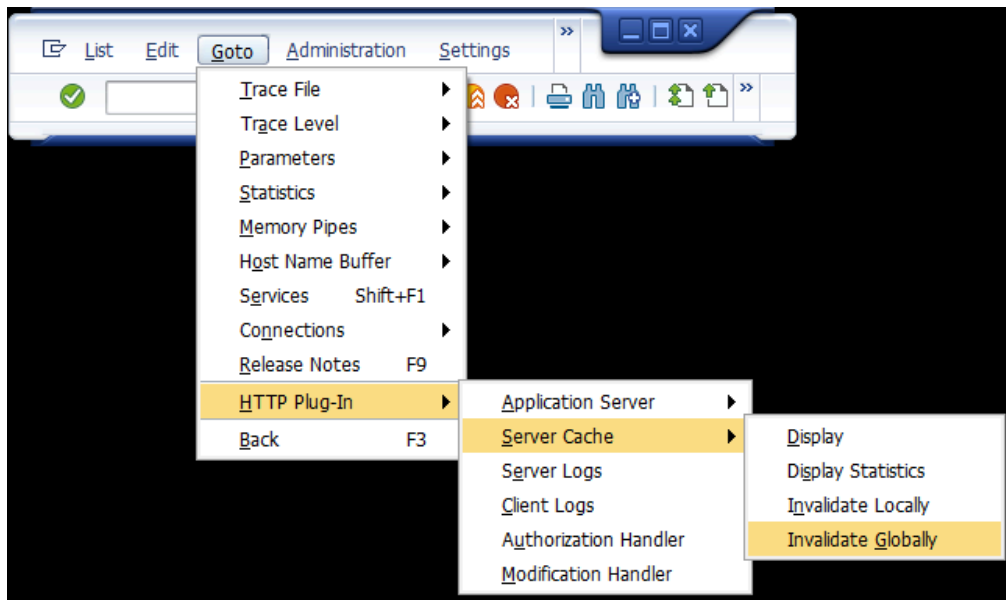 List Edit Goto Administration Settings »
»
Trace File
Trace Level
Parameters
Statistics
Memory Pipes
Host Name Buffer
Services Shift+F1
Connections
Release Notes F9
HTTP Plug-In
Back F3
Application Server
Server Cache
Server Logs
Client Logs
Authorization Handler
Modification Handler
Display
Display Statistics
Invalidate Locally
Invalidate Globally